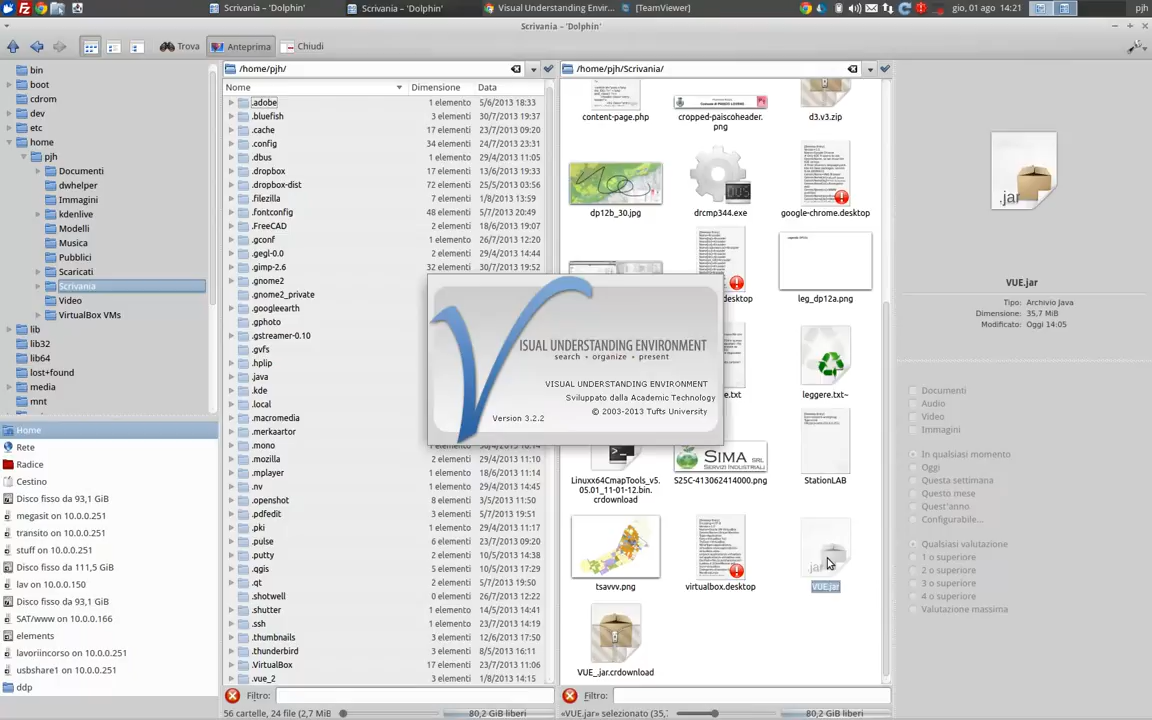 Scrivania – 'Dolphin'
Scrivania – 'Dolphin'
Visual Understanding Envir...
[TeamViewer]
gio, 01 ago
14:21
pjh
Scrivania – 'Dolphin'
Trova
Anteprima
Chiudi
bin
boot
cdrom
dev
etc
home
pjh
Documenti
dwhelper
Immagini
kdenlive
Modelli
Musica
Pubblici
Scaricati
Scrivania
Video
VirtualBox VMs
lib
lib32
lib64
lost+found
media
mnt
Home
Rete
Radice
Cestino
Disco fisso da 93,1 GiB
megasit on 10.0.0.251
transito on 10.0.0.251
stuff on 10.0.0.251
Disco fisso da 111,5 GiB
lav on 10.0.0.150
Disco fisso da 93,1 GiB
SAT/www on 10.0.0.166
elements
lavoriincorso on 10.0.0.251
usbshare1 on 10.0.0.251
ddp
/home/pjh/
Nome Dimensione Data
.adobe 1 elemento 5/6/2013 18:33
.bluefish 3 elementi 30/7/2013 19:37
.cache 17 elementi 23/7/2013 09:20
.config 34 elementi 24/7/2013 23:31
.dbus 1 elemento 29/4/2013 11:05
.dropbox 17 elementi 13/6/2013 19:33
.dropbox-dist 72 elementi 25/5/2013 03:56
.filezilla 7 elementi 1/8/2013 13:59
.fontconfig 48 elementi 5/7/2013 20:49
.FreeCAD 2 elementi 18/6/2013 19:07
.gconf 2 elementi 26/7/2013 12:20
.gegl-0.0 2 elementi 29/4/2013 14:44
.gimp-2.6 32 elementi 30/7/2013 19:52
.gnome2
.gnome2_private
.googleearth
.gphoto
.gstreamer-0.10
.gvfs
.hplip
.java
.kde
.local
.macromedia
.merkaartor
.mono
.mozilla 2 elementi 18/6/2013 11:10
.mplayer 1 elemento 18/6/2013 11:17
.nv 1 elemento 29/4/2013 14:45
.openshot 8 elementi 3/5/2013 11:50
.pdfedit 4 elementi 3/7/2013 19:51
.pki 1 elemento 29/4/2013 11:17
.pulse 6 elementi 23/7/2013 09:20
.putty 2 elementi 10/5/2013 14:38
.qgis 5 elementi 16/7/2013 12:36
.qt 2 elementi 17/5/2013 19:50
.shotwell 0 elementi 26/7/2013 12:22
.shutter 1 elemento 14/5/2013 14:41
.ssh 1 elemento 23/7/2013 14:19
.thumbnails 3 elementi 12/6/2013 17:50
.thunderbird 3 elementi 8/5/2013 16:11
.VirtualBox 17 elementi 23/7/2013 11:06
.vue_2 3 elementi 1/8/2013 14:15
Filtro:
56 cartelle, 24 file (2,7 MiB)
80,2 GiB liberi
/home/pjh/Scrivania/
content-page.php
cropped-paiscoheader.
png
d3.v3.zip
dp12b_30.jpg
drcmp344.exe
google-chrome.desktop
leg_dp12a.png
leggere.txt~
Linuxx64CmapTools_v5.
05.01_11-01-12.bin.
crdownload
S25C-413062414000.png
StationLAB
tsavvv.png
virtualbox.desktop
VUE.jar
VUE_.jar.crdownload
SIMA SRL
SERVIZI INDUSTRIALI
ISUAL UNDERSTANDING ENVIRONMENT
search • organize • present
VISUAL UNDERSTANDING ENVIRONMENT
Sviluppato dalla Academic Technology
© 2003-2013 Tufts University
Version 3.2.2
Filtro:
«VUE.jar» selezionato (35,
80,2 GiB liberi
.jar
VUE.jar
Tipo: Archivio Java
Dimensione: 35,7 MiB
Modificato: Oggi 14:05
Documenti
Audio
Video
Immagini
In qualsiasi momento
Oggi
Questa settimana
Questo mese
Quest'anno
Configurabile...
Qualsiasi valutazione
1 o superiore
2 o superiore
3 o superiore
4 o superiore
Valutazione massima